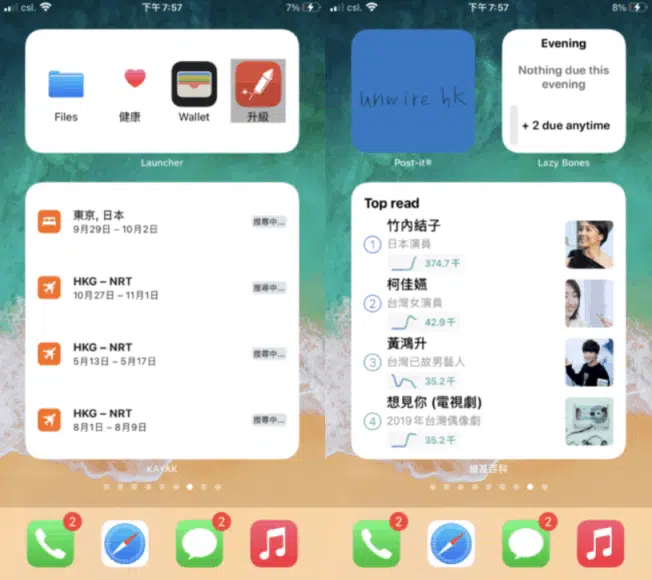 csl.
下午7:57
7%
Files
健康
Wallet
升級
Launcher
東京, 日本
9月29日 – 10月2日
搜尋中...
HKG – NRT
10月27日 – 11月1日
搜尋中...
HKG – NRT
5月13日 – 5月17日
搜尋中...
HKG – NRT
8月1日 – 8月9日
搜尋中...
KAYAK
2
2
csl.
下午7:57
8%
unwire hk
Post-it®
Evening
Nothing due this
evening
+ 2 due anytime
Lazy Bones
Top read
1
竹內結子
日本演員
374.7 千
2
柯佳嬿
台灣女演員
42.9 千
3
黃鴻升
台灣已故男藝人
35.2 千
4
想見你 (電視劇)
2019年台灣偶像劇
35.2 千
維基百科
2
2